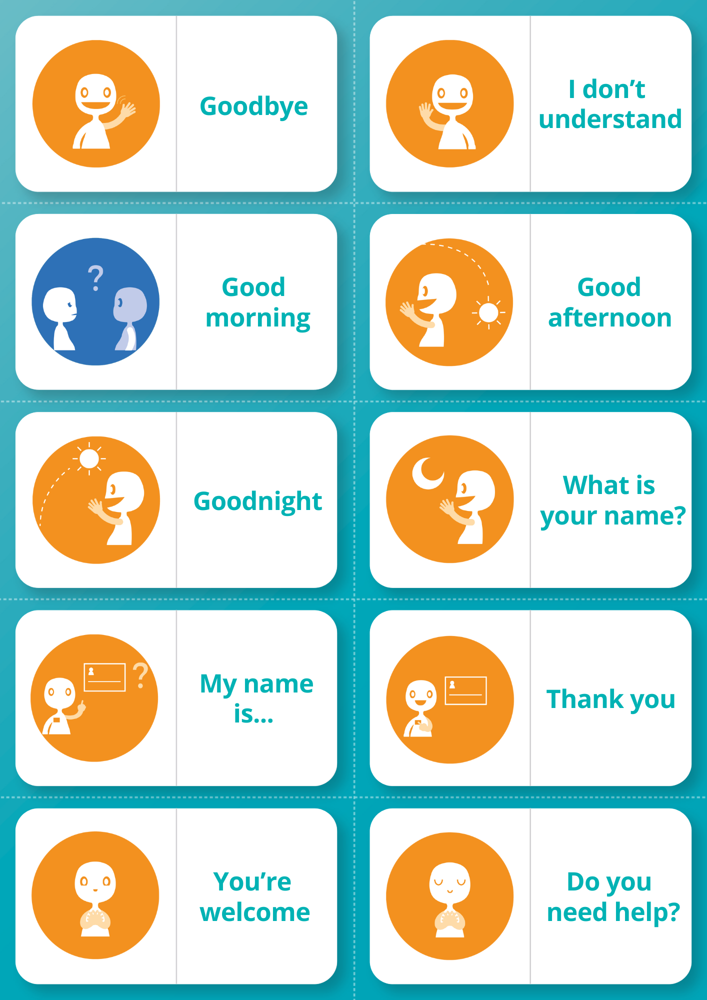 Goodbye
I don’t
understand
?
Good
morning
Good
afternoon
Goodnight
What is
your name?
?
My name
is...
Thank you
You’re
welcome
Do you
need help?